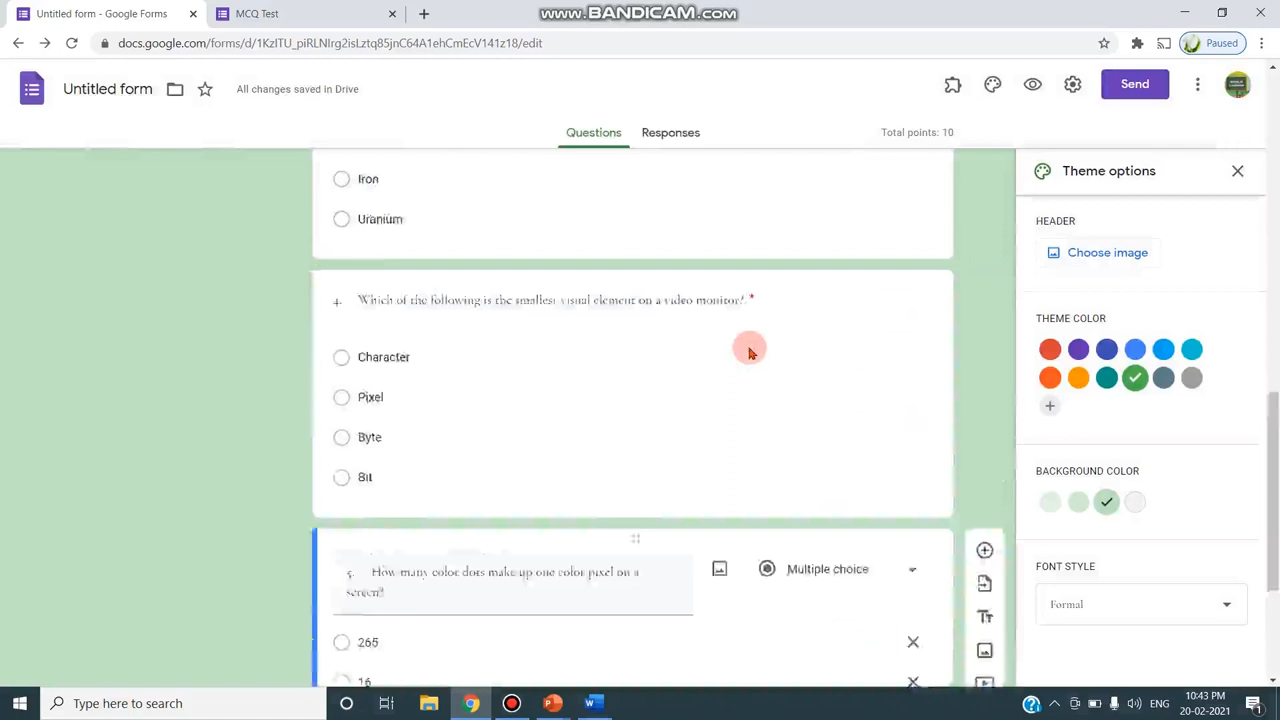 www.BANDICAM.com
Untitled form - Google Forms
MCQ Test
docs.google.com/forms/d/1KzITU_piRLNIrg2isLztq85jnC64A1ehCmEcV141z18/edit
Paused
Untitled form
All changes saved in Drive
Send
Questions
Responses
Total points: 10
Theme options
Iron
Uranium
HEADER
Choose image
4. Which of the following is the smallest visual element on a video monitor? *
Character
Pixel
Byte
Bit
THEME COLOR
BACKGROUND COLOR
5. How many color does make up one color pixel on a
screen?
Multiple choice
265
16
FONT STYLE
Formal
Type here to search
ENG
10:43 PM
20-02-2021